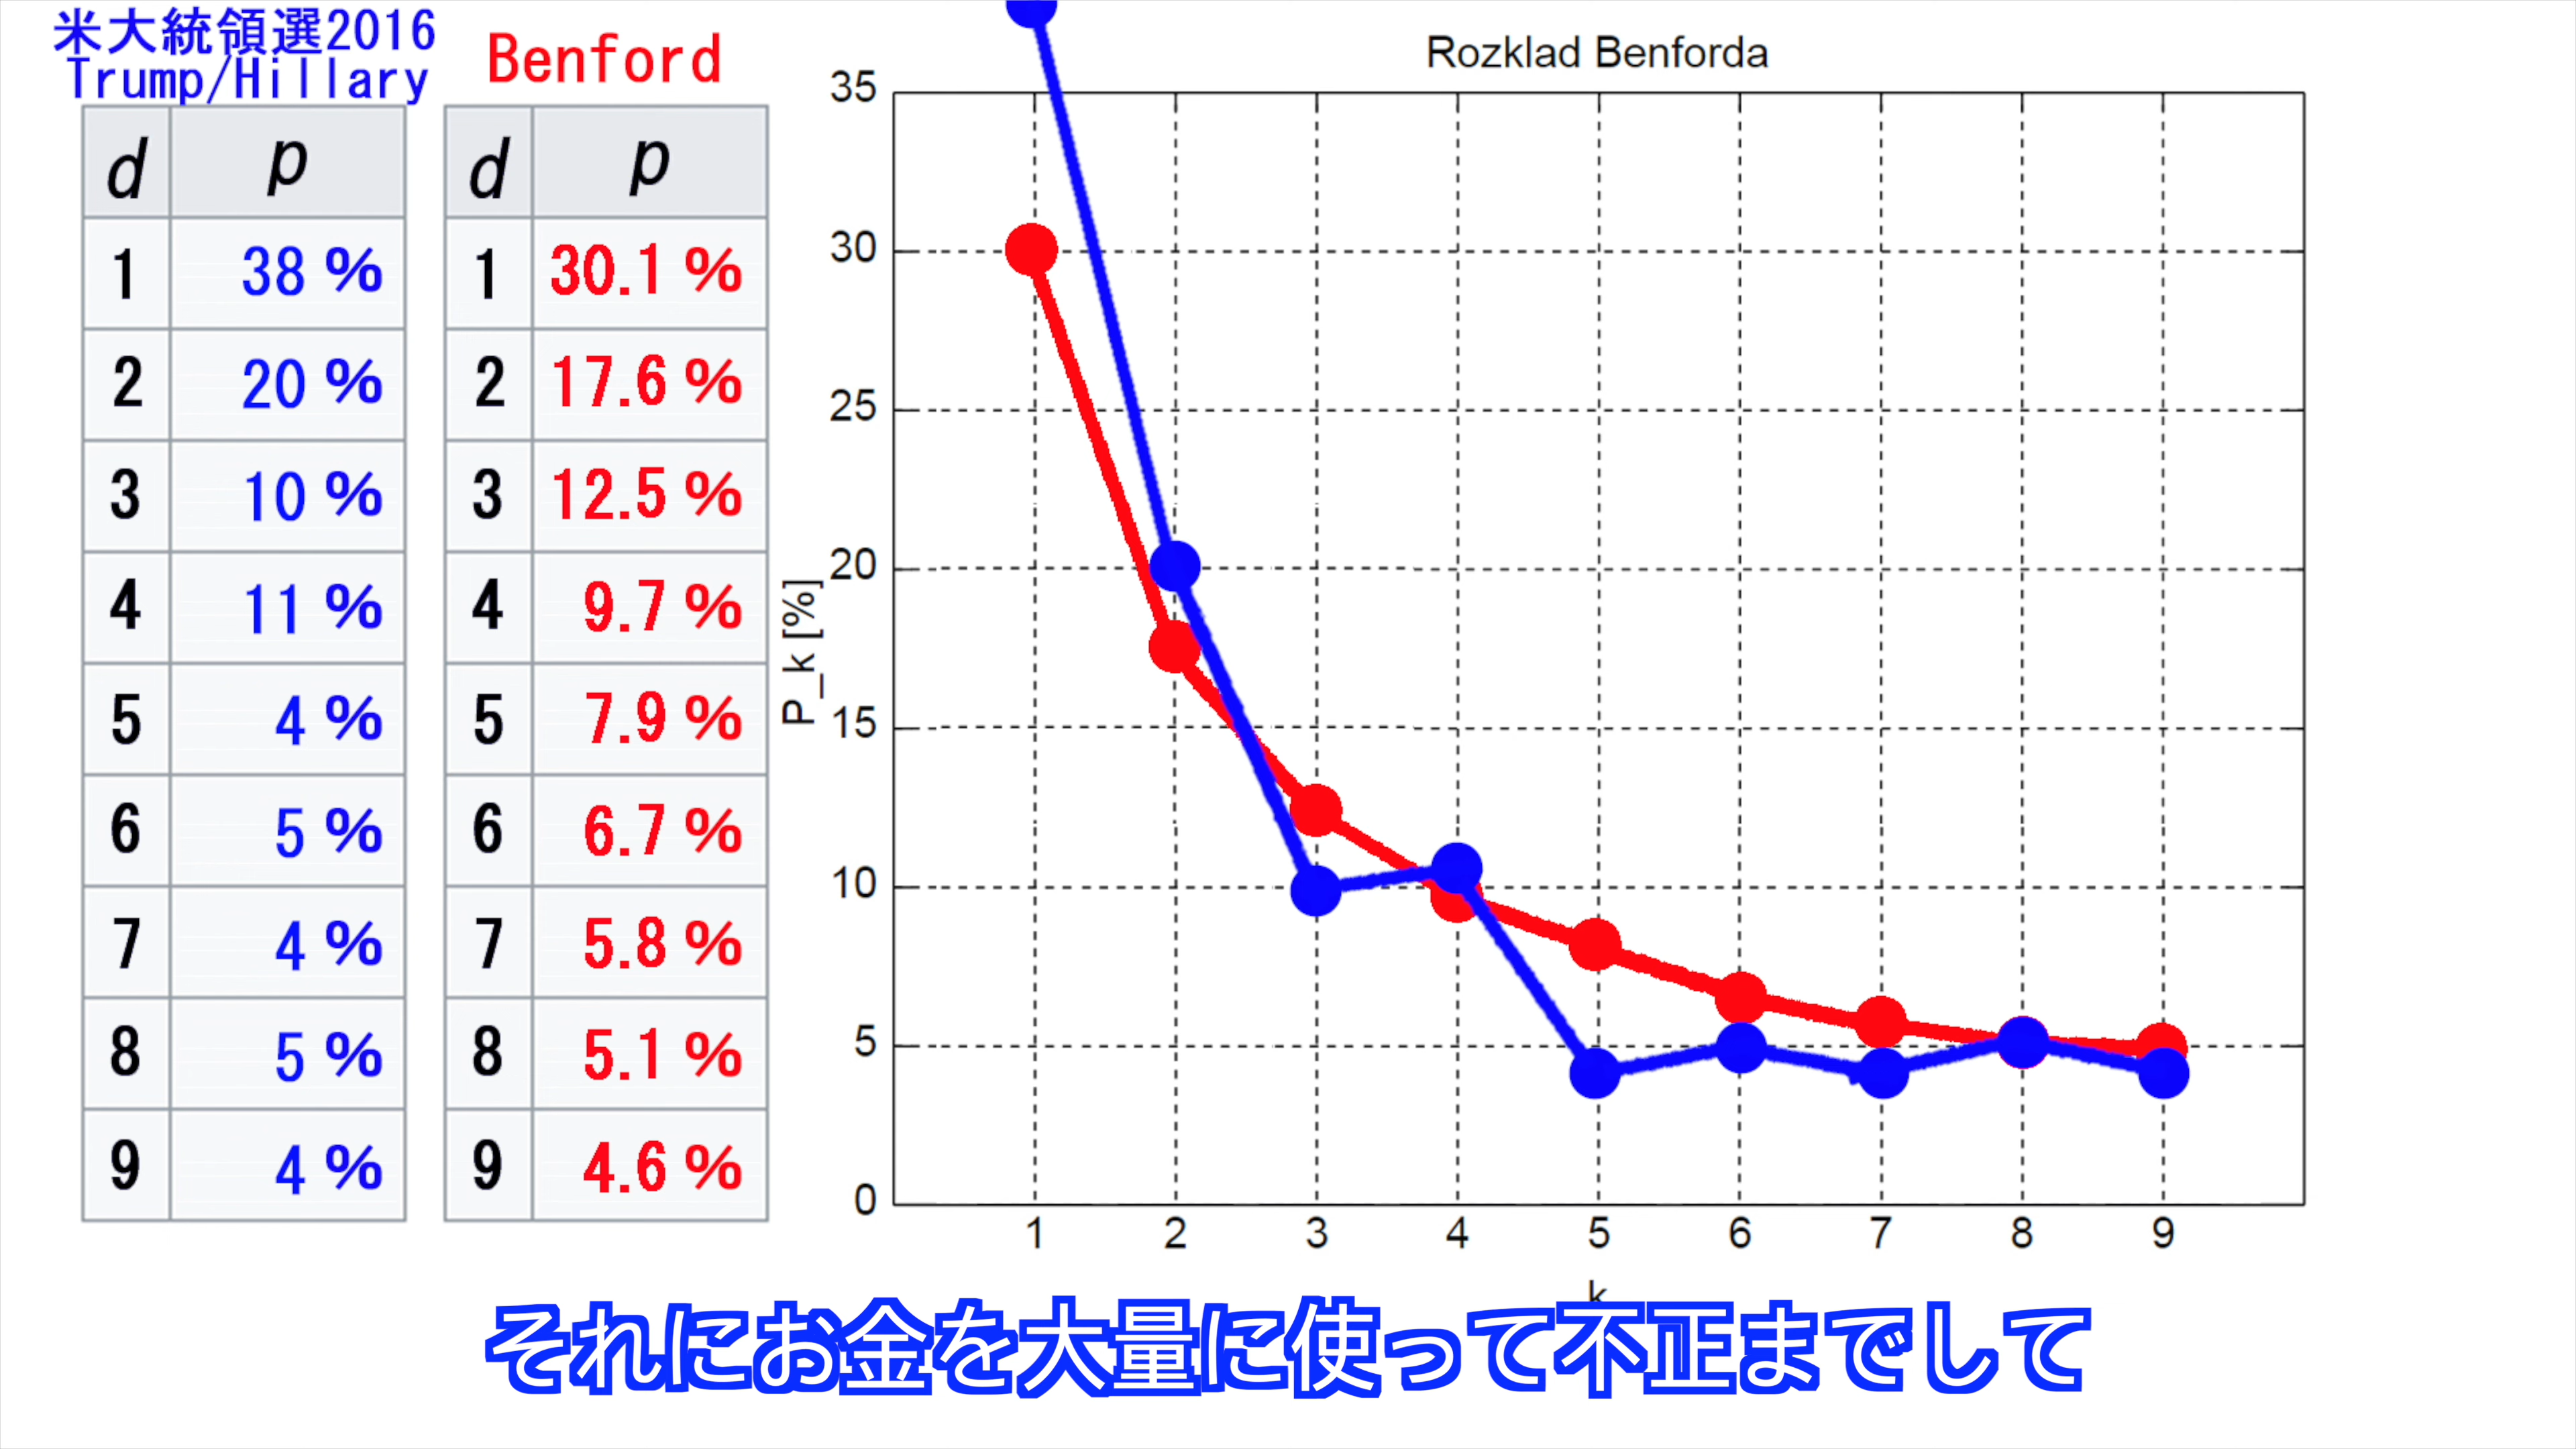 米大統領選2016
Trump/Hillary
d p
1 38 %
2 20 %
3 10 %
4 11 %
5 4 %
6 5 %
7 4 %
8 5 %
9 4 %
Benford
d p
1 30.1 %
2 17.6 %
3 12.5 %
4 9.7 %
5 7.9 %
6 6.7 %
7 5.8 %
8 5.1 %
9 4.6 %
Rozklad Benforda
35
30
25
20
15
10
5
0
P_k [%]
1 2 3 4 5 6 7 8 9
k
それにお金を大量に使って不正までして